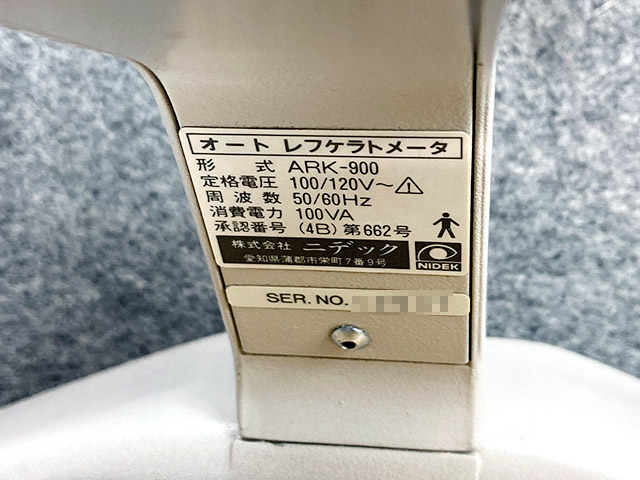 オート レフケラトメータ
形 式 ARK-900
定格電圧 100/120V～
周波数 50/60Hz
消費電力 100VA
承認番号 (4B)第662号
株式会社 ニデック
愛知県蒲郡市栄町7番9号
NIDEK
SER. NO.